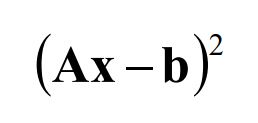 (Ax – b)²